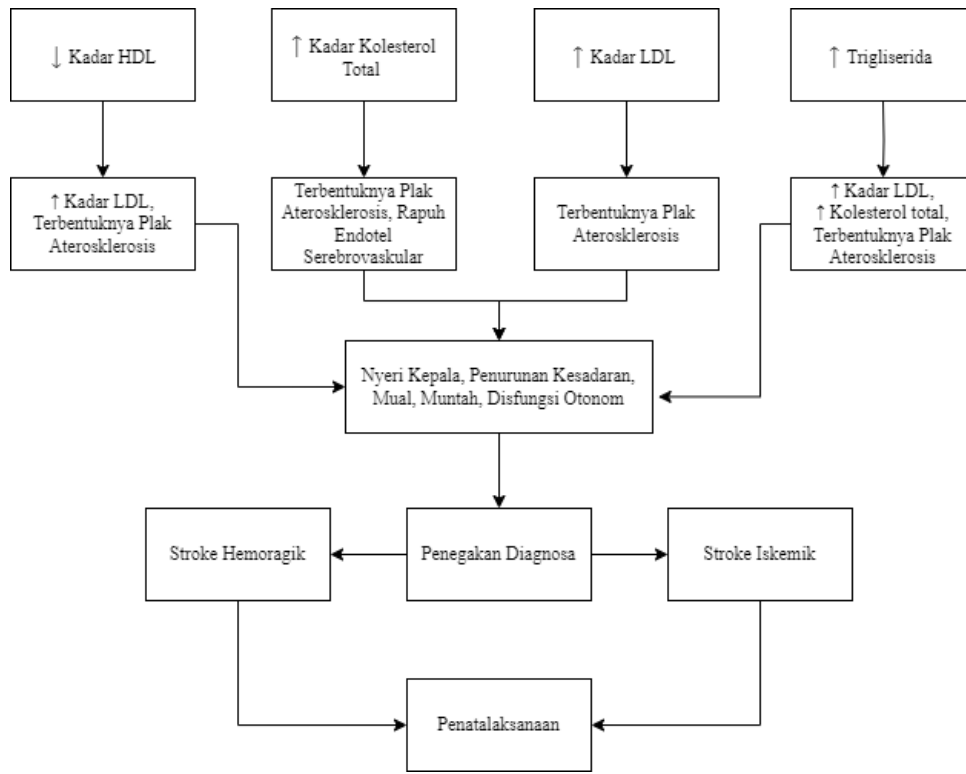 ↓ Kadar HDL
↑ Kadar Kolesterol
Total
↑ Kadar LDL
↑ Trigliserida
↑ Kadar LDL,
Terbentuknya Plak
Aterosklerosis
Terbentuknya Plak
Aterosklerosis, Rapuh
Endotel
Serebrovaskular
Terbentuknya Plak
Aterosklerosis
↑ Kadar LDL,
↑ Kolesterol total,
Terbentuknya Plak
Aterosklerosis
Nyeri Kepala, Penurunan Kesadaran,
Mual, Muntah, Disfungsi Otonom
Stroke Hemoragik
Penegakan Diagnosa
Stroke Iskemik
Penatalaksanaan